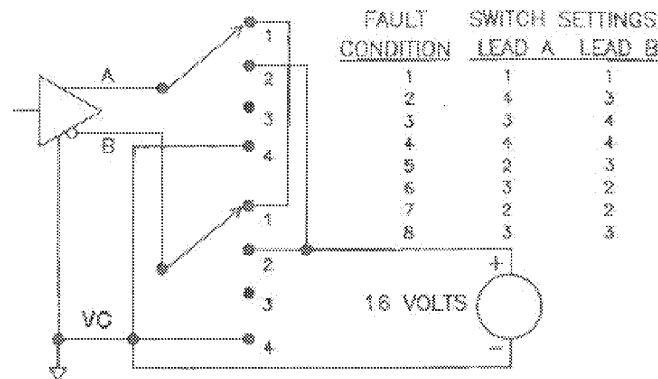 FAULT SWITCH SETTINGS
CONDITION LEAD A LEAD B
1 1 1
2 4 3
3 3 4
4 4 4
5 2 3
6 3 2
7 2 2
8 3 3
A
B
1
2
3
4
1
2
3
4
VC
+
16 VOLTS
−